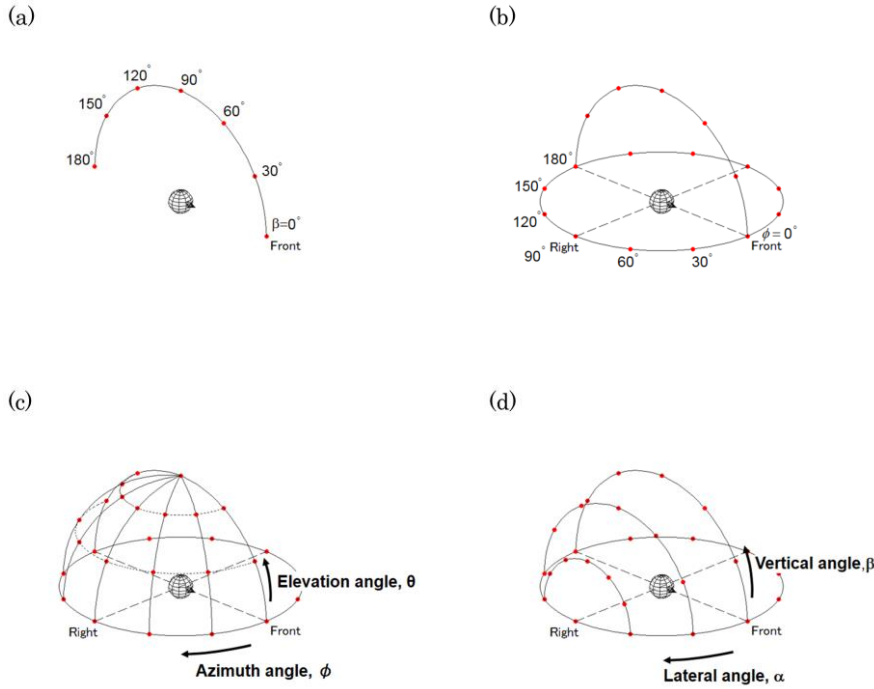 (a)
(b)
120°
90°
150°
60°
180°
30°
β=0°
Front
180°
150°
120°
Right
90°
60°
30°
Front
ϕ = 0°
(c)
(d)
Elevation angle, θ
Right
Front
Azimuth angle, ϕ
Vertical angle,β
Right
Front
Lateral angle, α